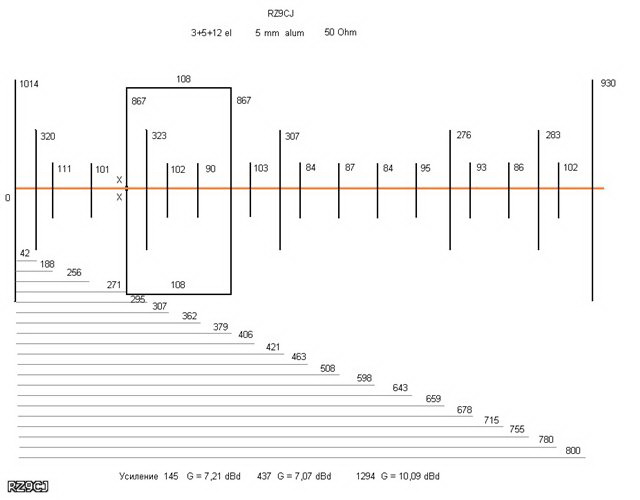 RZ9CJ
3+5+12 el 5 mm alum 50 Ohm
1014 108 930
867 867
320 323 307 276 283
111 101 X 102 90 103 84 87 84 95 93 86 102
0 X
42
188
256
271 108
295
307
362
379
406
421
463
508
598
643
659
678
715
755
780
800
Усиление 145 G = 7,21 dBd 437 G = 7,07 dBd 1294 G = 10,09 dBd
RZ9CJ